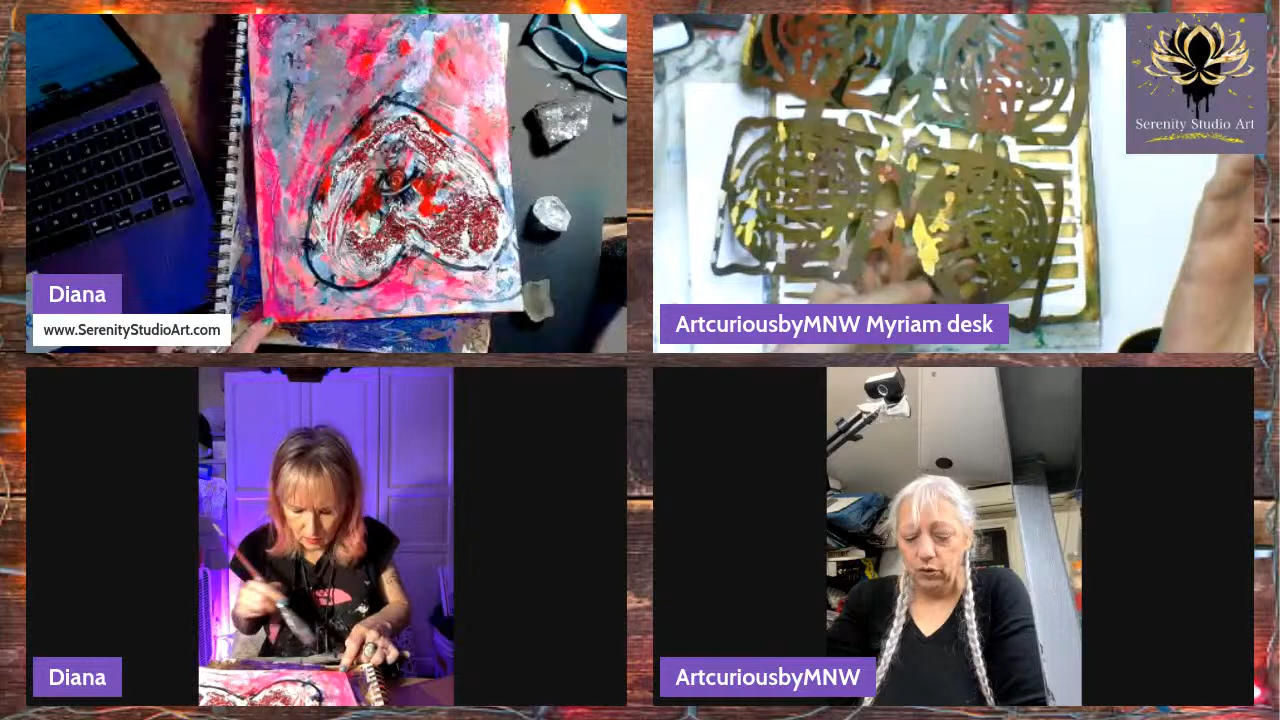 Diana
www.SerenityStudioArt.com
ArtcuriousbyMNW Myriam desk
Serenity Studio Art
Diana
ArtcuriousbyMNW